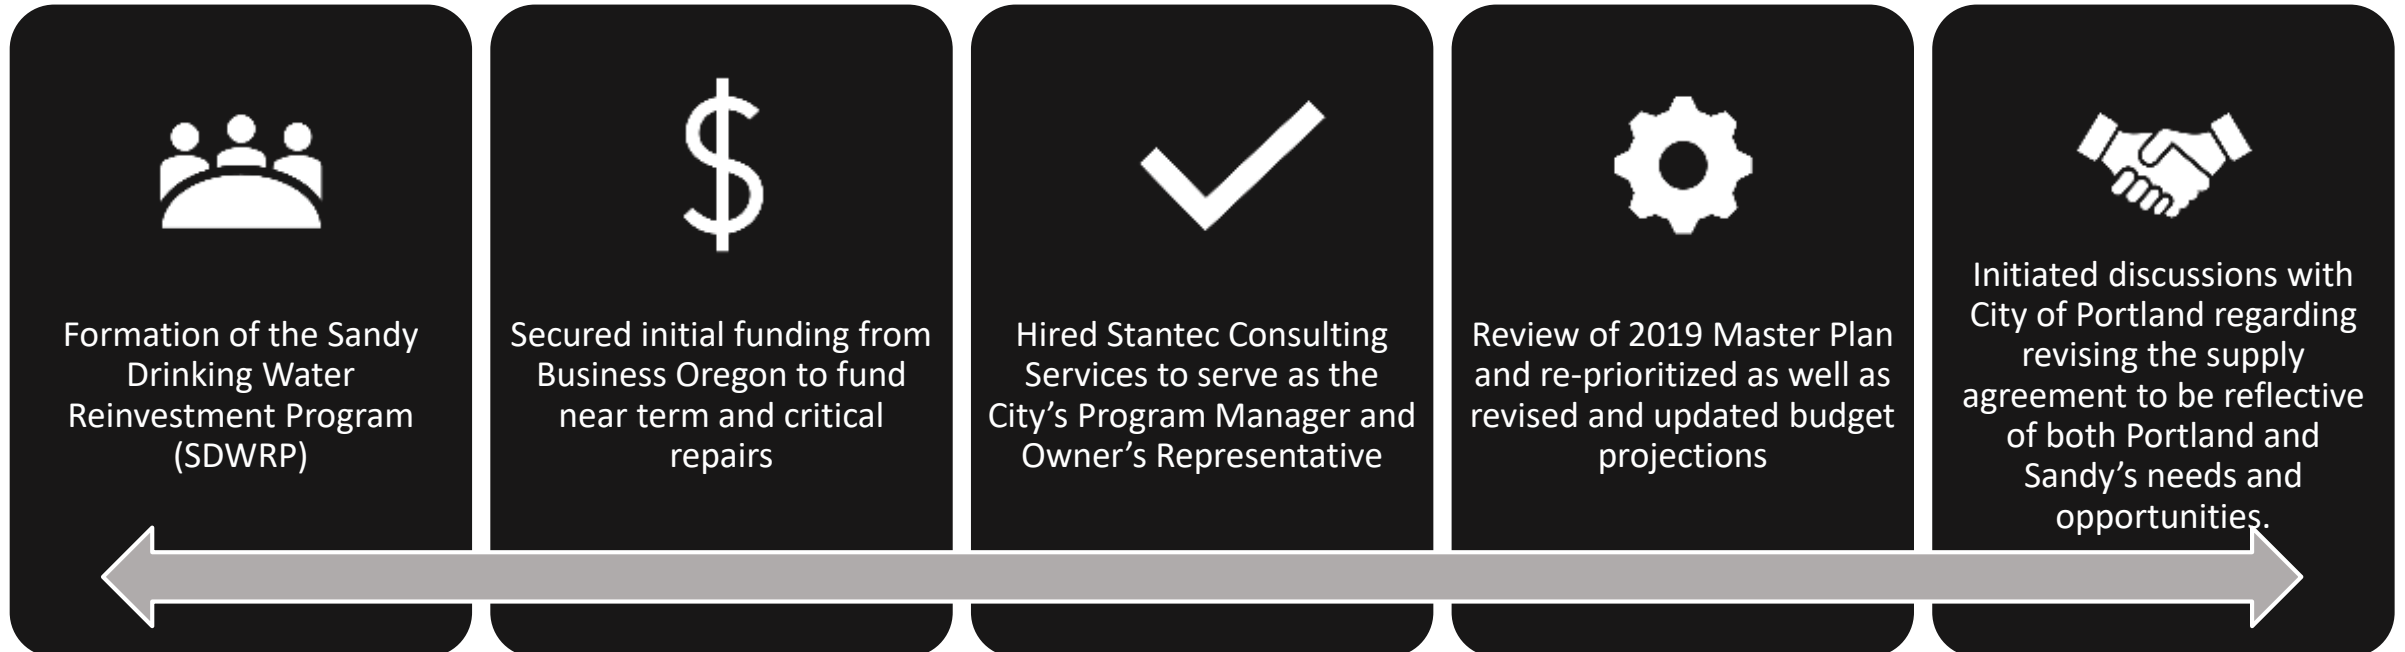 Formation of the Sandy
Drinking Water
Reinvestment Program
(SDWRP)
Secured initial funding from
Business Oregon to fund
near term and critical
repairs
Hired Stantec Consulting
Services to serve as the
City’s Program Manager and
Owner’s Representative
Review of 2019 Master Plan
and re-prioritized as well as
revised and updated budget
projections
Initiated discussions with
City of Portland regarding
revising the supply
agreement to be reflective
of both Portland and
Sandy’s needs and
opportunities.